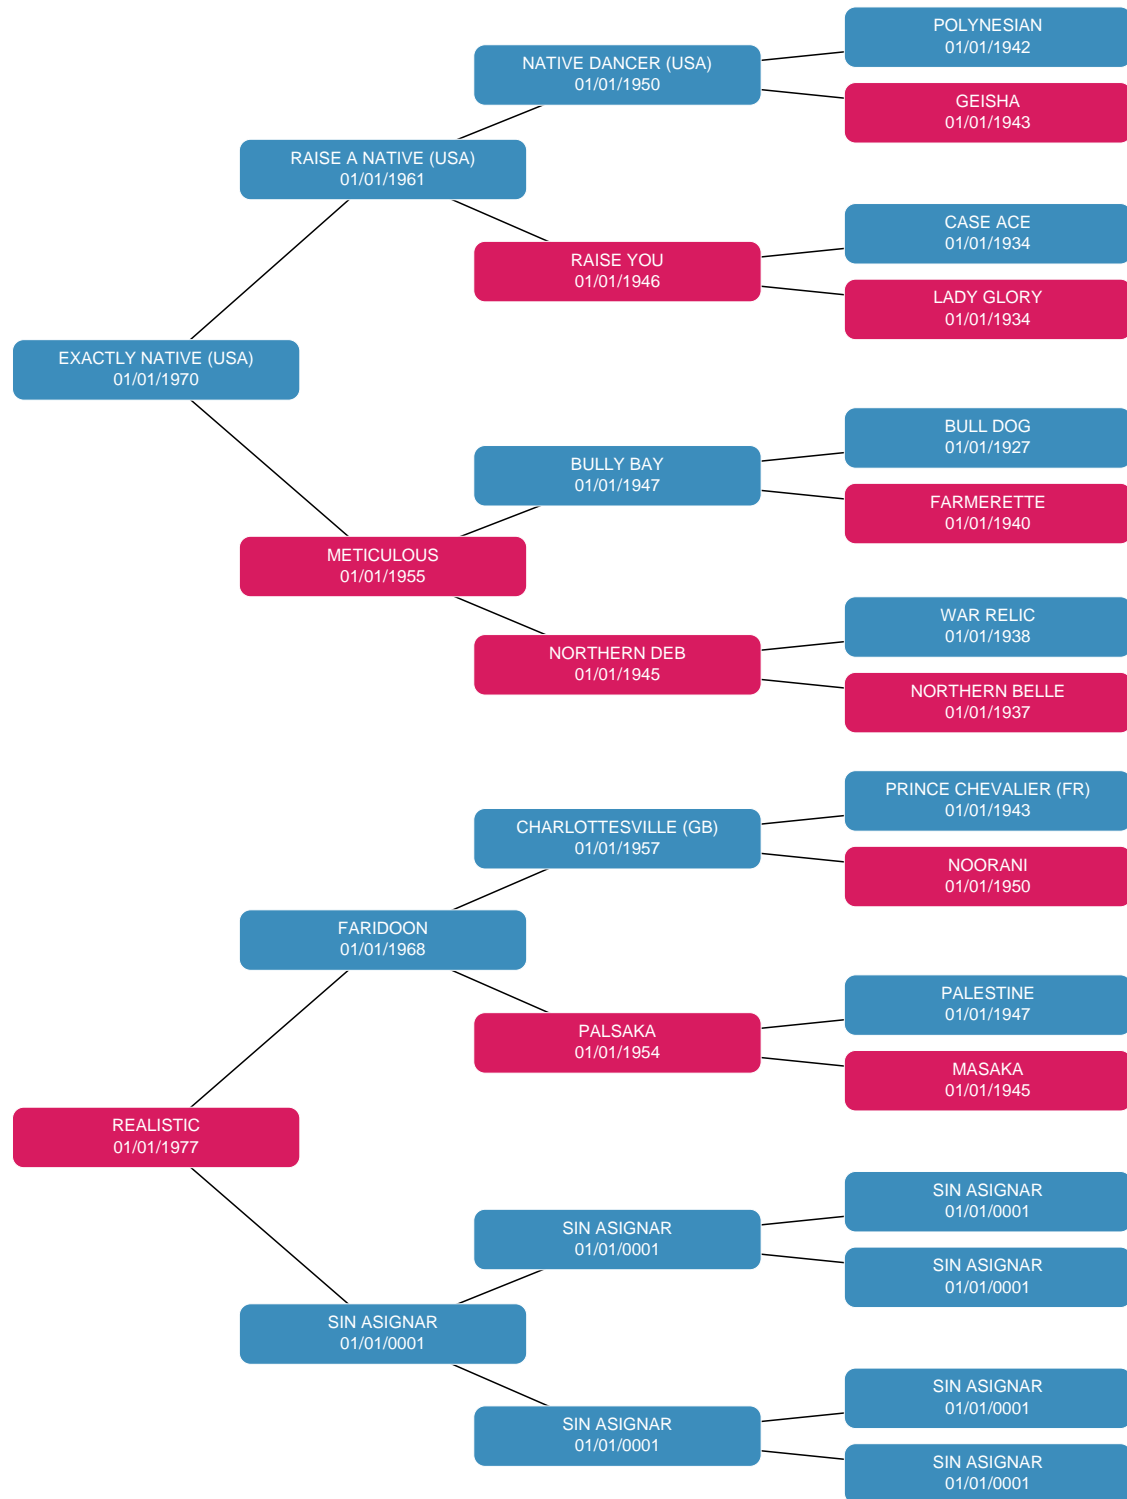 POLYNESIAN
01/01/1942
NATIVE DANCER (USA)
01/01/1950
GEISHA
01/01/1943
RAISE A NATIVE (USA)
01/01/1961
CASE ACE
01/01/1934
RAISE YOU
01/01/1946
LADY GLORY
01/01/1934
EXACTLY NATIVE (USA)
01/01/1970
BULL DOG
01/01/1927
BULLY BAY
01/01/1947
FARMERETTE
01/01/1940
METICULOUS
01/01/1955
WAR RELIC
01/01/1938
NORTHERN DEB
01/01/1945
NORTHERN BELLE
01/01/1937
PRINCE CHEVALIER (FR)
01/01/1943
CHARLOTTESVILLE (GB)
01/01/1957
NOORANI
01/01/1950
FARIDOON
01/01/1968
PALESTINE
01/01/1947
PALSAKA
01/01/1954
MASAKA
01/01/1945
REALISTIC
01/01/1977
SIN ASIGNAR
01/01/0001
SIN ASIGNAR
01/01/0001
SIN ASIGNAR
01/01/0001
SIN ASIGNAR
01/01/0001
SIN ASIGNAR
01/01/0001
SIN ASIGNAR
01/01/0001
SIN ASIGNAR
01/01/0001